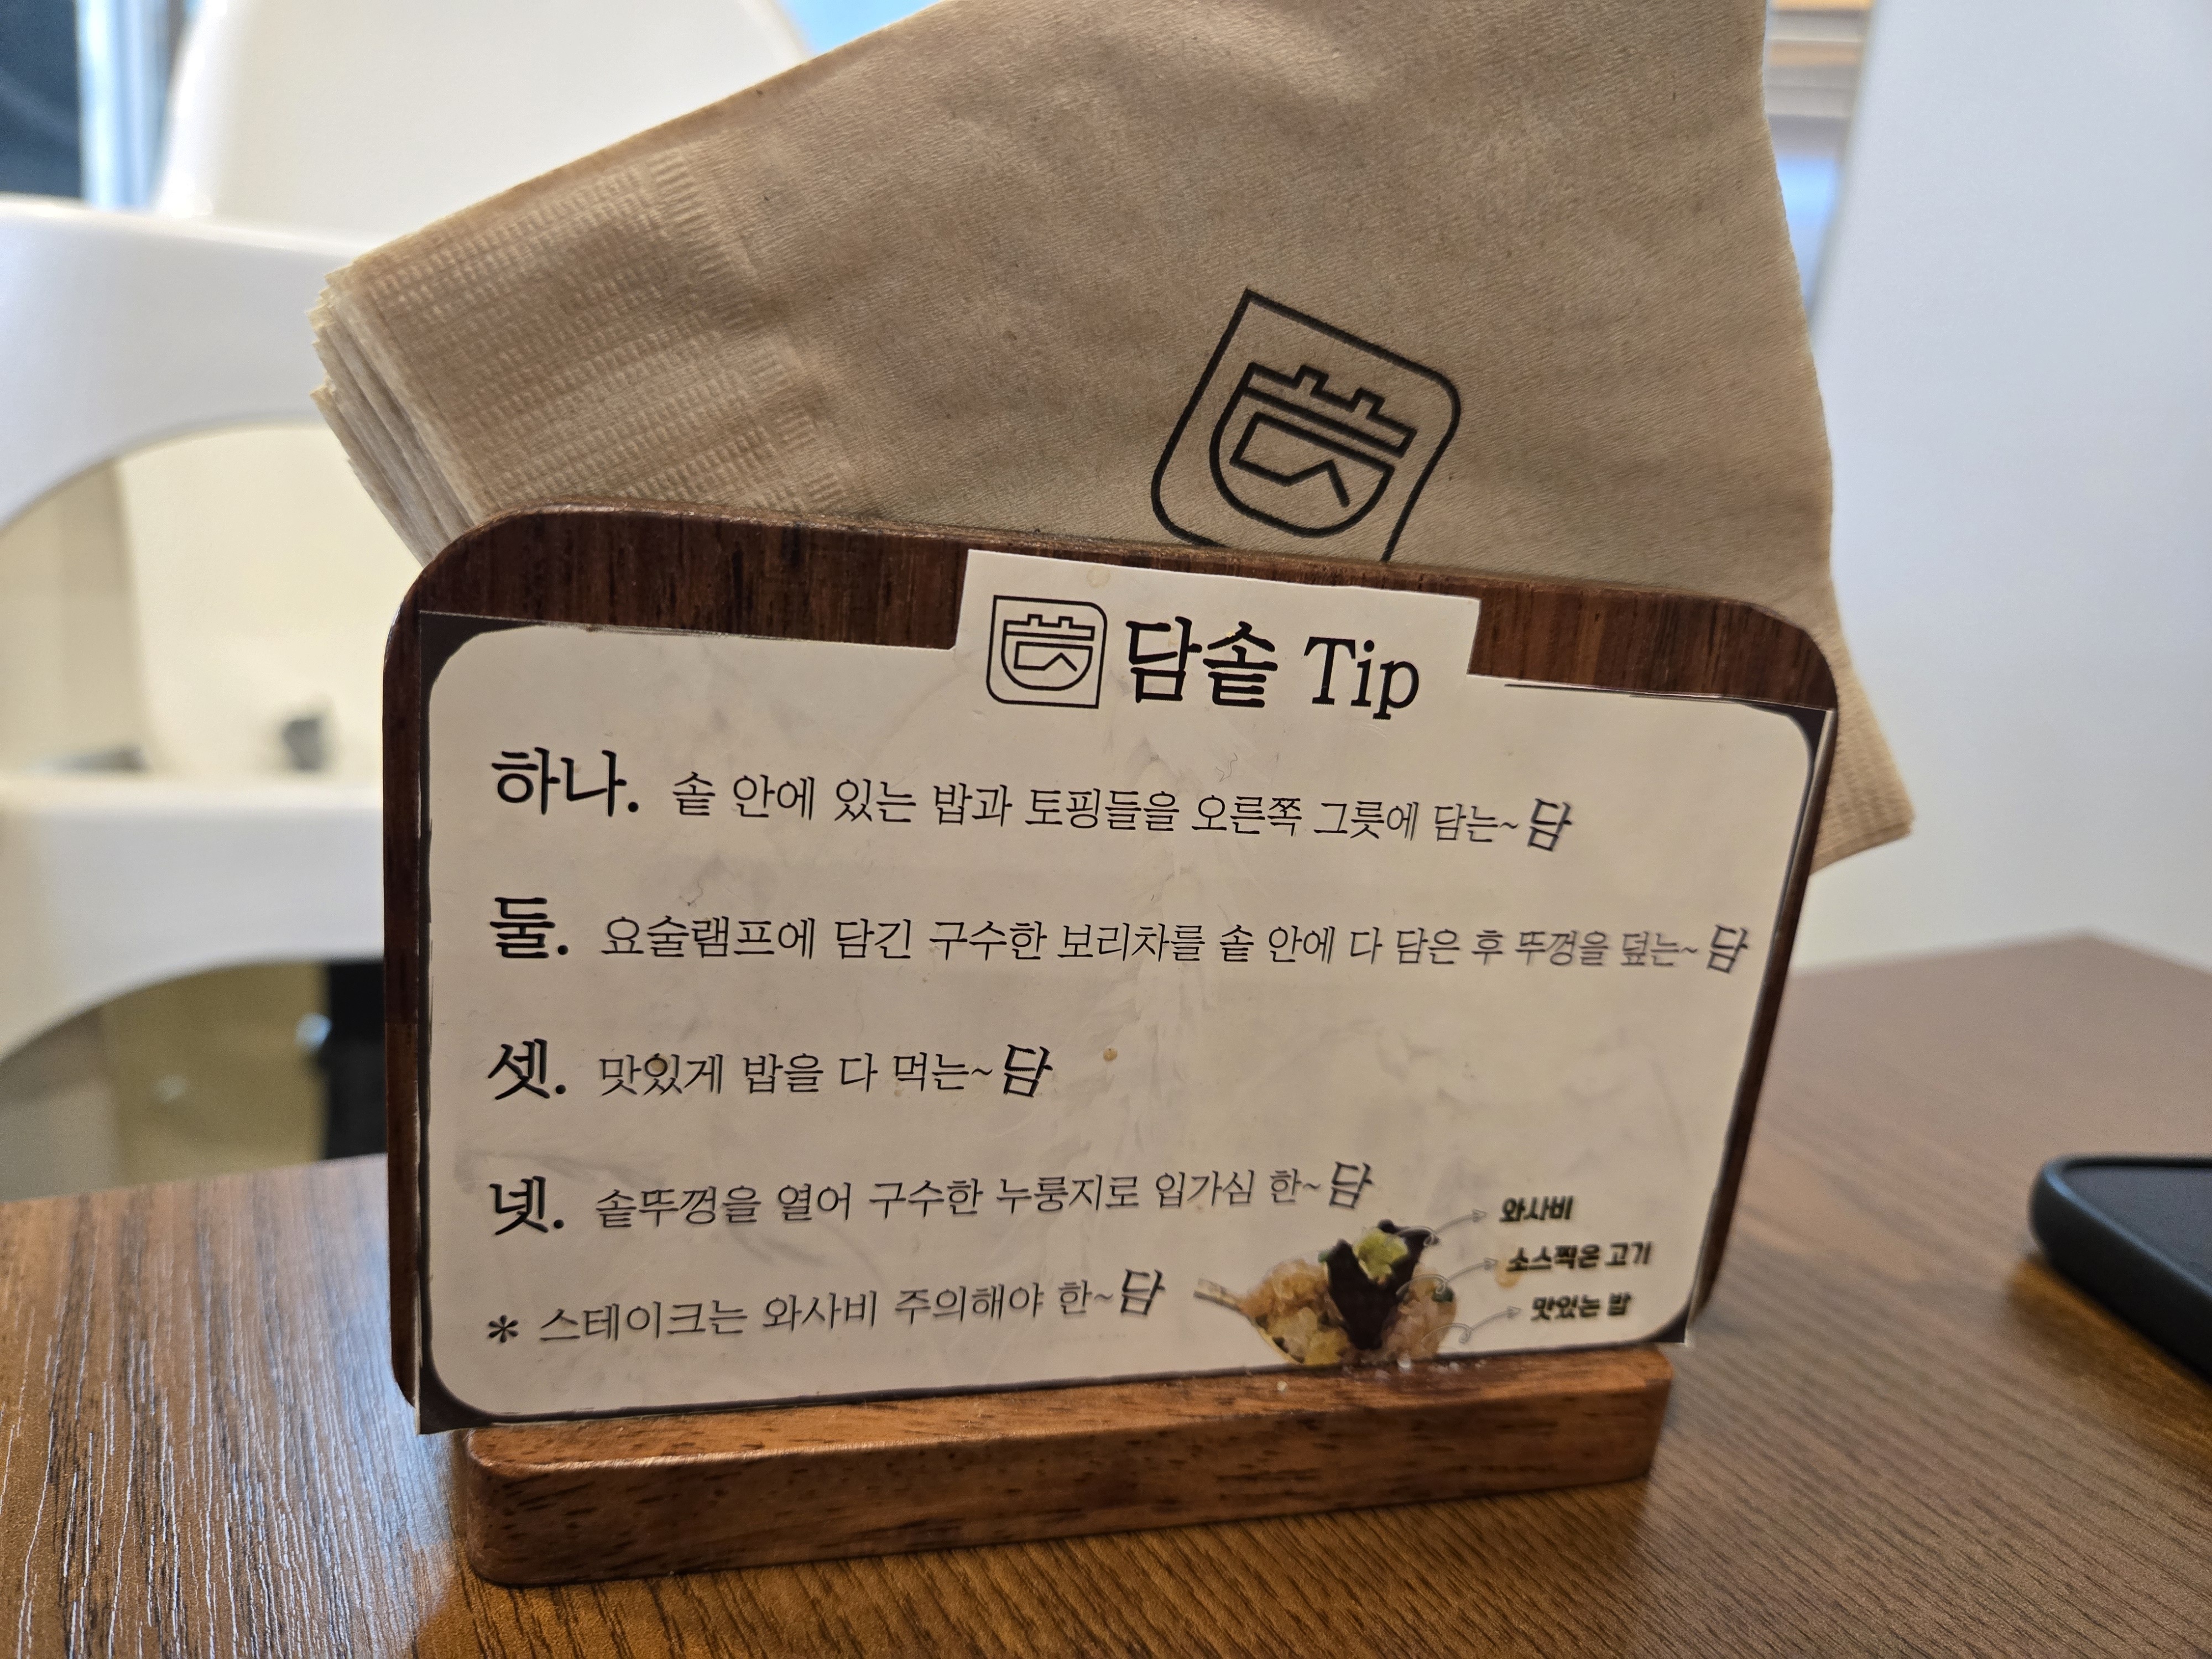 담솥 Tip
하나. 솥 안에 있는 밥과 토핑들을 오른쪽 그릇에 담는~담
둘. 요술램프에 담긴 구수한 보리차를 솥 안에 다 담은 후 뚜껑을 덮는~담
셋. 맛있게 밥을 다 먹는~담
넷. 솥뚜껑을 열어 구수한 누룽지로 입가심 한~담
* 스테이크는 와사비 주의해야 한~담
와사비
소스찍은 고기
맛있는 밥